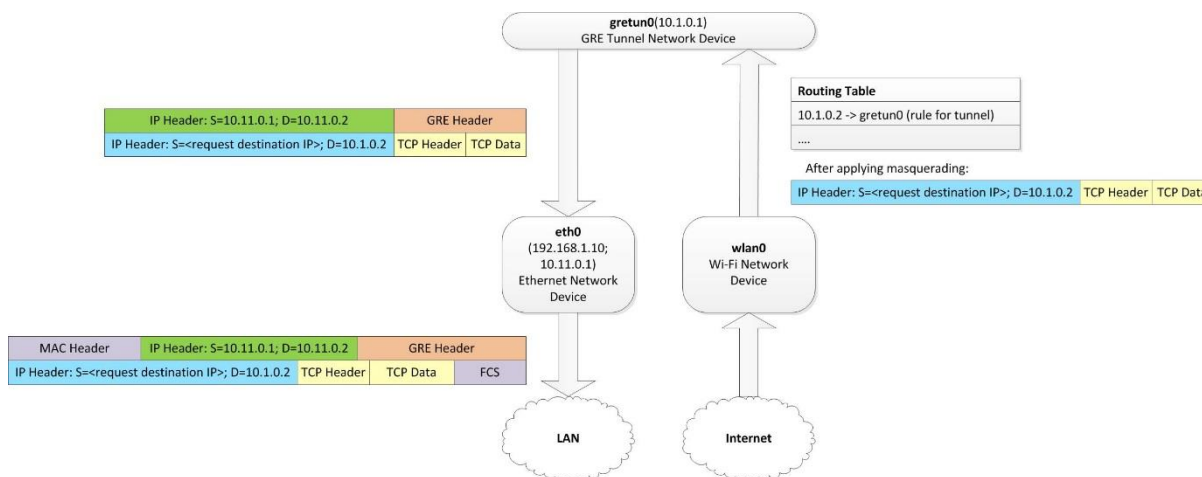 gretun0(10.1.0.1)
GRE Tunnel Network Device
Routing Table
10.1.0.2 -> gretun0 (rule for tunnel)
....
IP Header: S=10.11.0.1; D=10.11.0.2 GRE Header
IP Header: S=<request destination IP>; D=10.1.0.2 TCP Header TCP Data
After applying masquerading:
IP Header: S=<request destination IP>; D=10.1.0.2 TCP Header TCP Data
eth0
(192.168.1.10;
10.11.0.1)
Ethernet Network
Device
wlan0
Wi-Fi Network
Device
MAC Header IP Header: S=10.11.0.1; D=10.11.0.2 GRE Header
IP Header: S=<request destination IP>; D=10.1.0.2 TCP Header TCP Data FCS
LAN
Internet